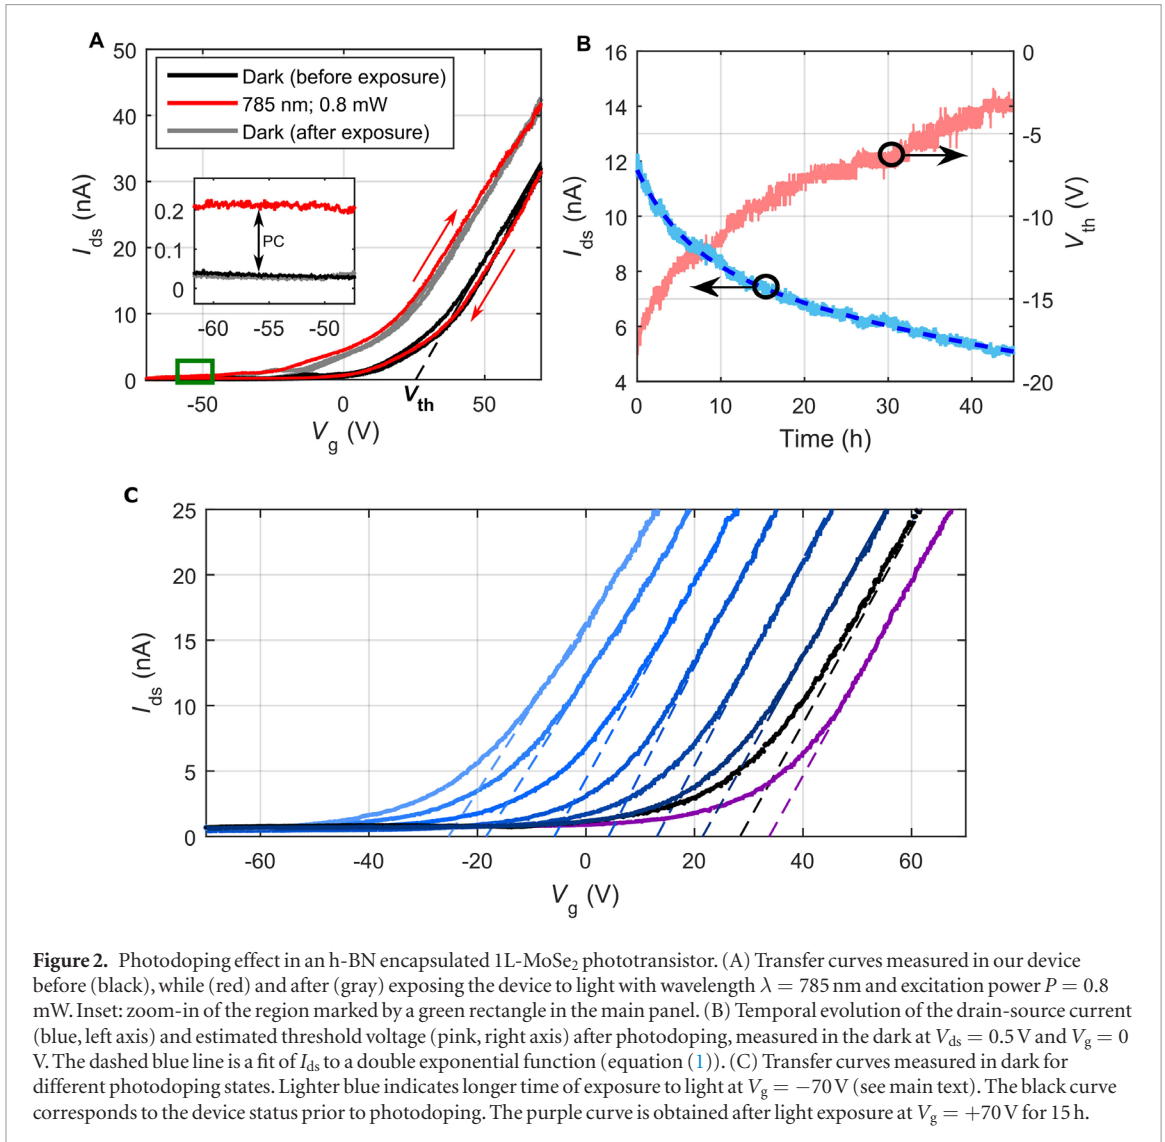 A
50
40
30
20
10
0
I_ds (nA)
Dark (before exposure)
785 nm; 0.8 mW
Dark (after exposure)
0.2
0.1
0
PC
-60 -55 -50
V_th
-50 0 50
V_g (V)
B
16
14
12
10
8
6
4
I_ds (nA)
0
-5
-10
-15
-20
V_th (V)
0 10 20 30 40
Time (h)
C
25
20
15
10
5
0
I_ds (nA)
-60 -40 -20 0 20 40 60
V_g (V)
Figure 2. Photodoping effect in an h-BN encapsulated 1L-MoSe₂ phototransistor. (A) Transfer curves measured in our device
before (black), while (red) and after (gray) exposing the device to light with wavelength λ = 785 nm and excitation power P = 0.8
mW. Inset: zoom-in of the region marked by a green rectangle in the main panel. (B) Temporal evolution of the drain-source current
(blue, left axis) and estimated threshold voltage (pink, right axis) after photodoping, measured in the dark at V_ds = 0.5 V and V_g = 0
V. The dashed blue line is a fit of I_ds to a double exponential function (equation (1)). (C) Transfer curves measured in dark for
different photodoping states. Lighter blue indicates longer time of exposure to light at V_g = −70 V (see main text). The black curve
corresponds to the device status prior to photodoping. The purple curve is obtained after light exposure at V_g = +70 V for 15 h.